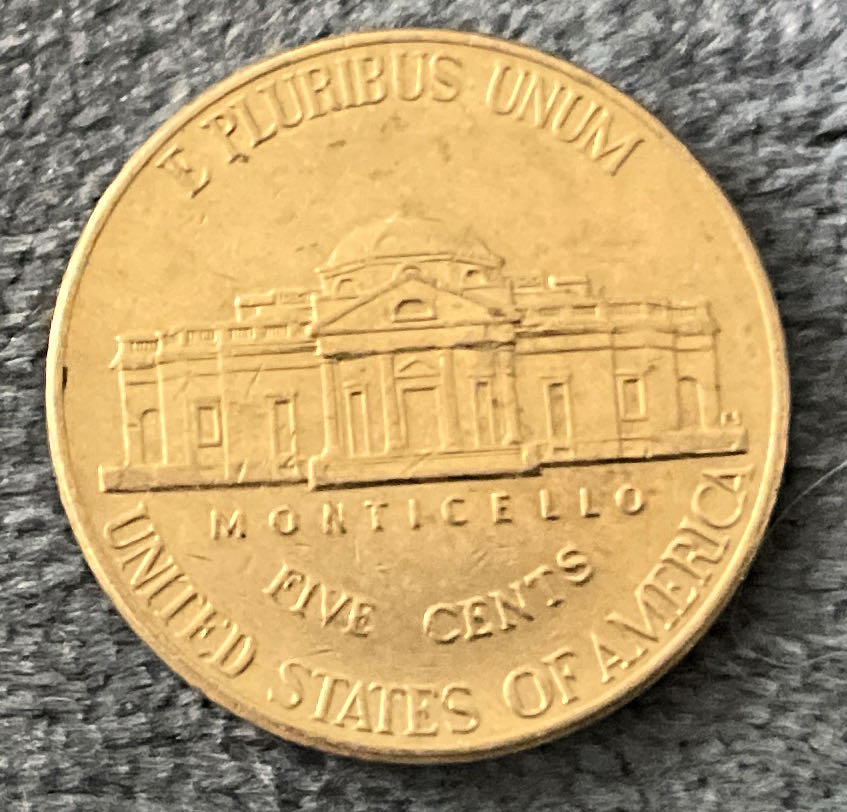 E PLURIBUS UNUM
MONTICELLO
FIVE CENTS
UNITED STATES OF AMERICA